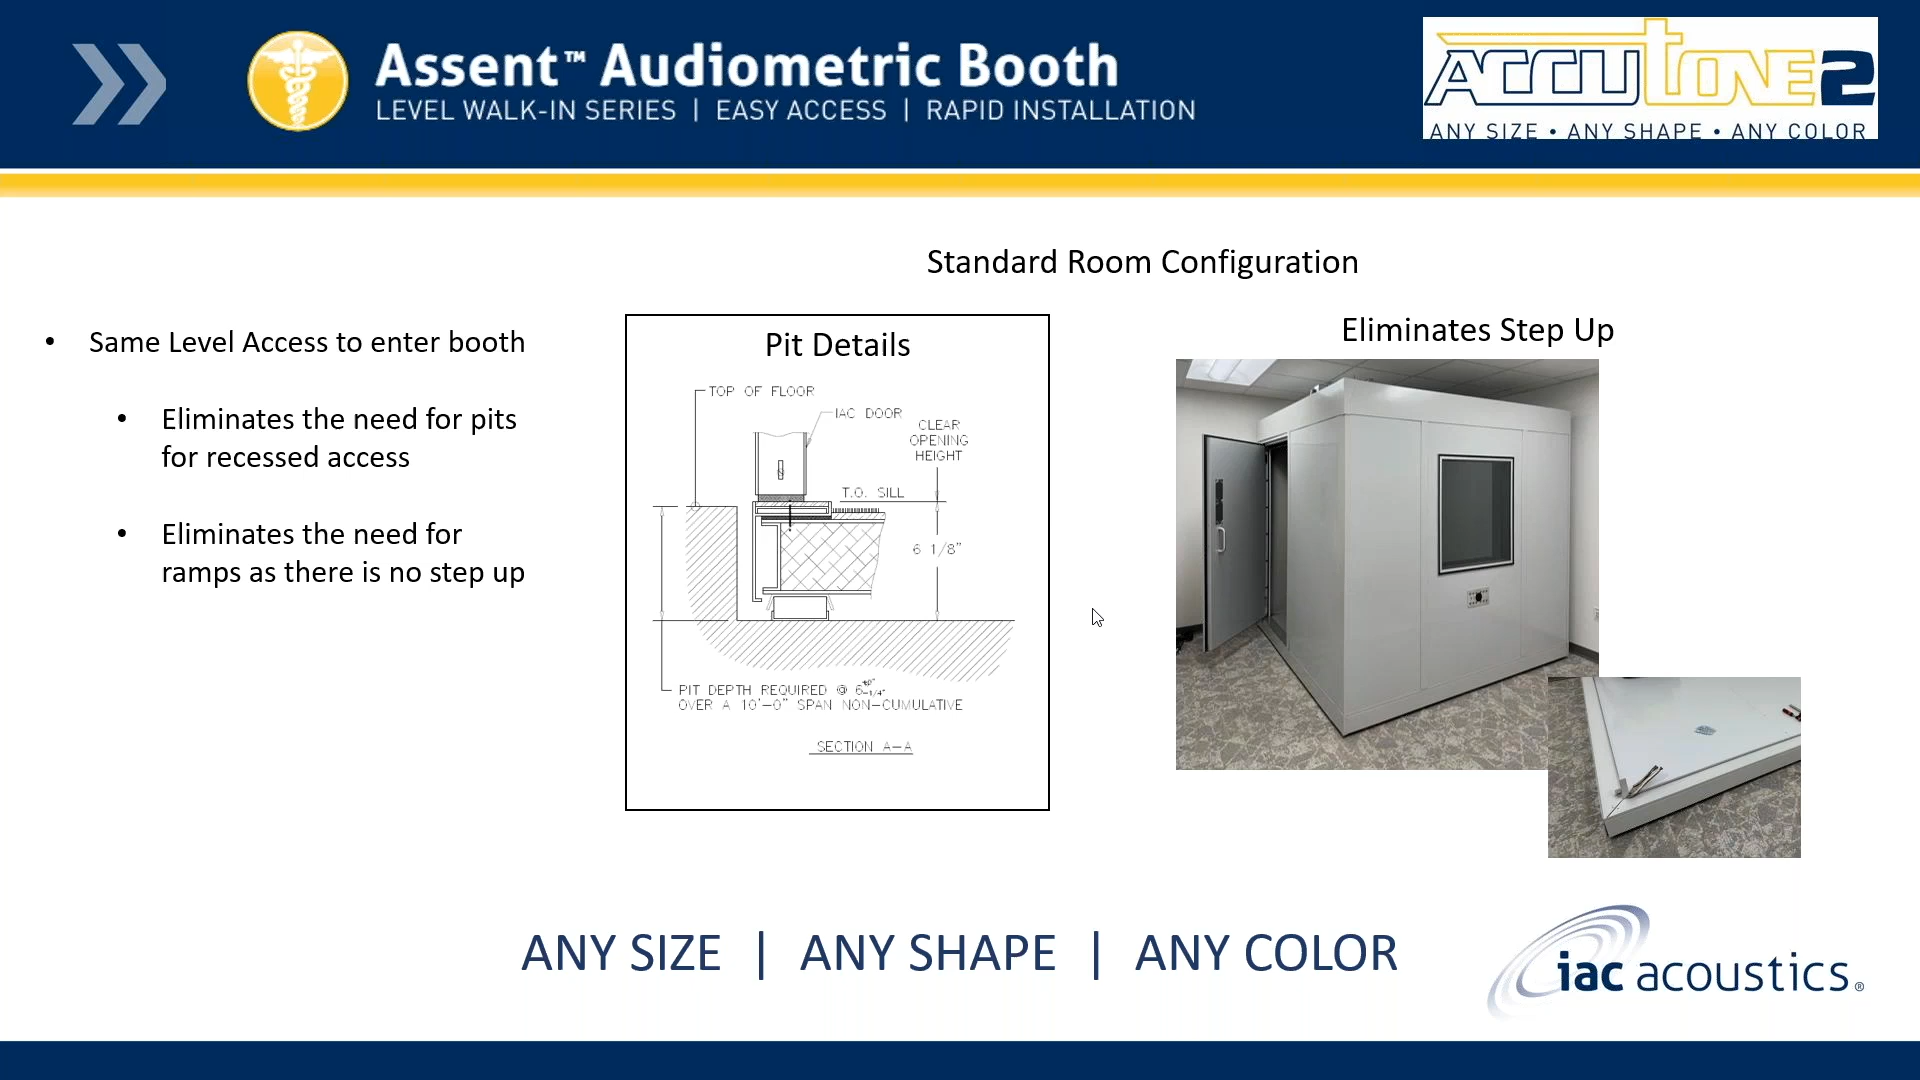 Assent™ Audiometric Booth
LEVEL WALK-IN SERIES | EASY ACCESS | RAPID INSTALLATION
ACCUTONE2
ANY SIZE • ANY SHAPE • ANY COLOR
Standard Room Configuration
• Same Level Access to enter booth
• Eliminates the need for pits
for recessed access
• Eliminates the need for
ramps as there is no step up
Pit Details
TOP OF FLOOR
IAC DOOR
CLEAR
OPENING
HEIGHT
T.O. SILL
6 1/8"
PIT DEPTH REQUIRED @ 6 +0" -1/4"
OVER A 10'-0" SPAN NON-CUMULATIVE
SECTION A-A
Eliminates Step Up
ANY SIZE | ANY SHAPE | ANY COLOR
iac acoustics®